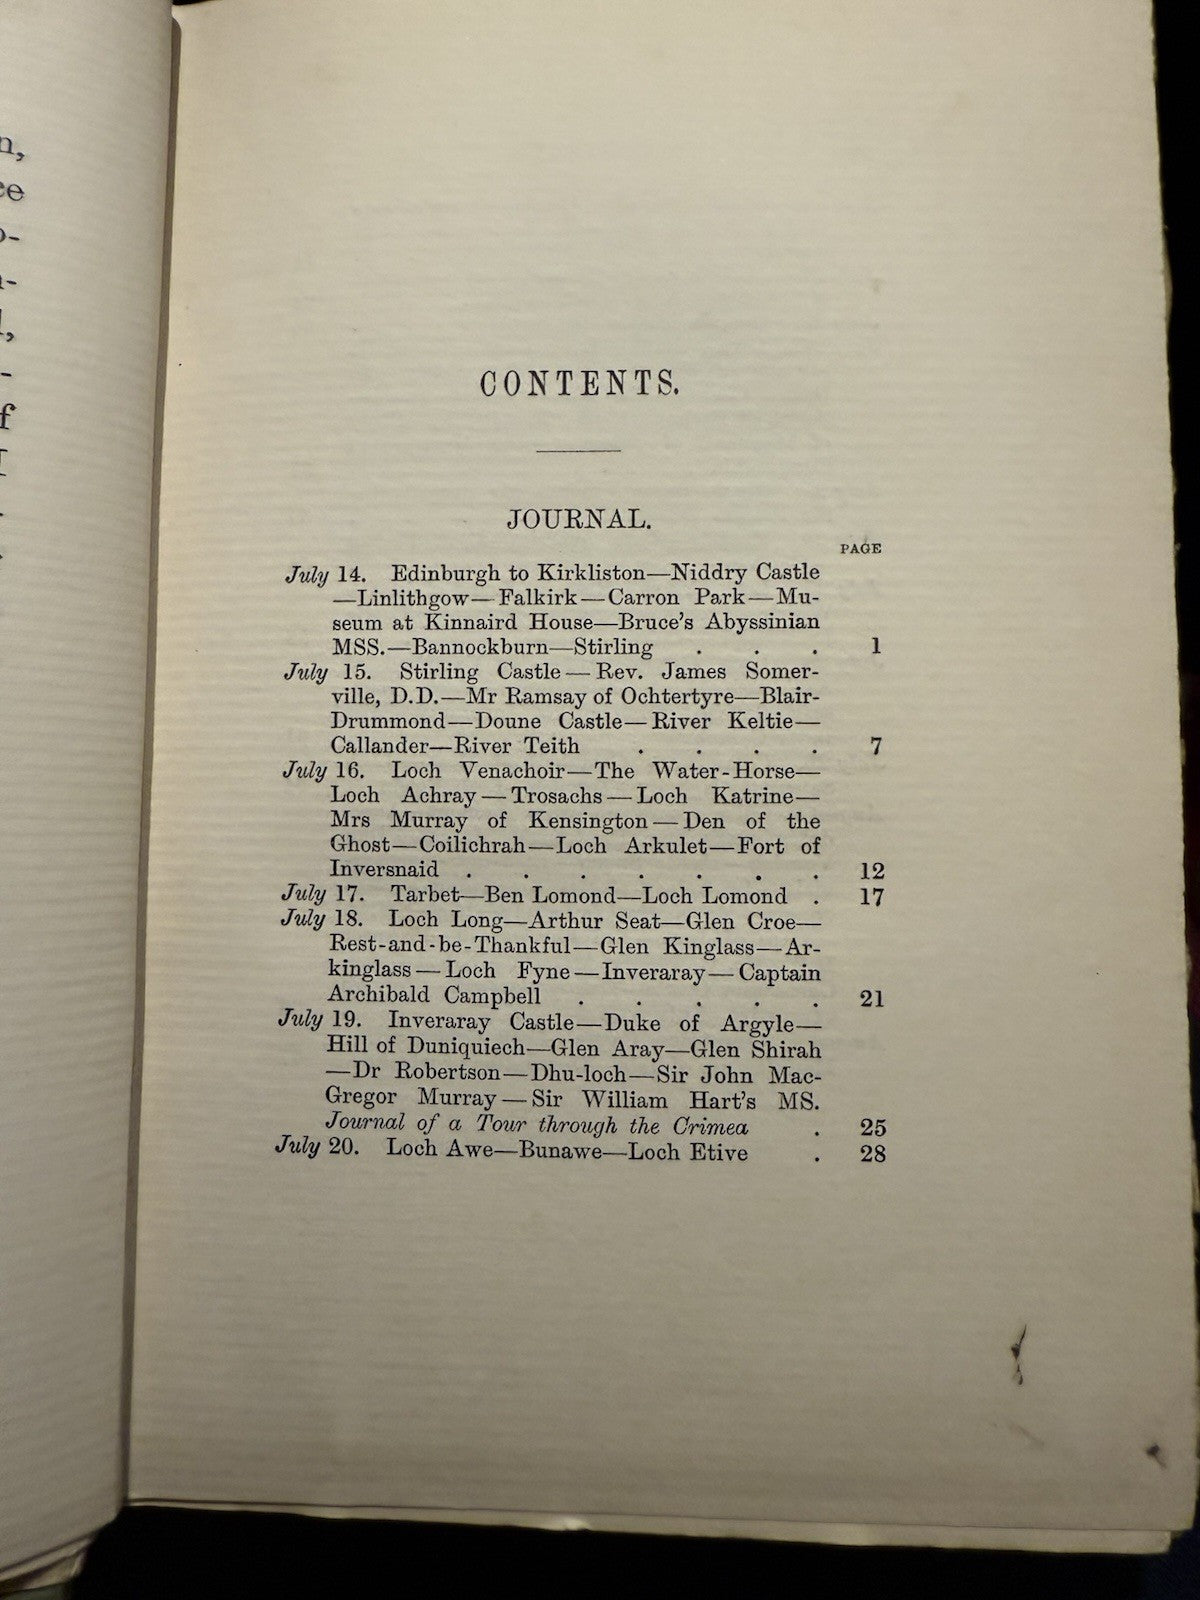 n,
ce
o-
a-
l,
-
f
I
CONTENTS.
JOURNAL.
PAGE
July 14. Edinburgh to Kirkliston—Niddry Castle
—Linlithgow—Falkirk—Carron Park—Mu-
seum at Kinnaird House—Bruce's Abyssinian
MSS.—Bannockburn—Stirling . . . 1
July 15. Stirling Castle—Rev. James Somer-
ville, D.D.—Mr Ramsay of Ochtertyre—Blair-
Drummond—Doune Castle—River Keltie—
Callander—River Teith . . . . 7
July 16. Loch Venachoir—The Water-Horse—
Loch Achray—Trosachs—Loch Katrine—
Mrs Murray of Kensington—Den of the
Ghost—Coilichrah—Loch Arkulet—Fort of
Inversnaid . . . . . . . 12
July 17. Tarbet—Ben Lomond—Loch Lomond . 17
July 18. Loch Long—Arthur Seat—Glen Croe—
Rest-and-be-Thankful—Glen Kinglass—Ar-
kinglass—Loch Fyne—Inveraray—Captain
Archibald Campbell . . . . . 21
July 19. Inveraray Castle—Duke of Argyle—
Hill of Duniquiech—Glen Aray—Glen Shirah
—Dr Robertson—Dhu-loch—Sir John Mac-
Gregor Murray—Sir William Hart's MS.
Journal of a Tour through the Crimea . 25
July 20. Loch Awe—Bunawe—Loch Etive . 28